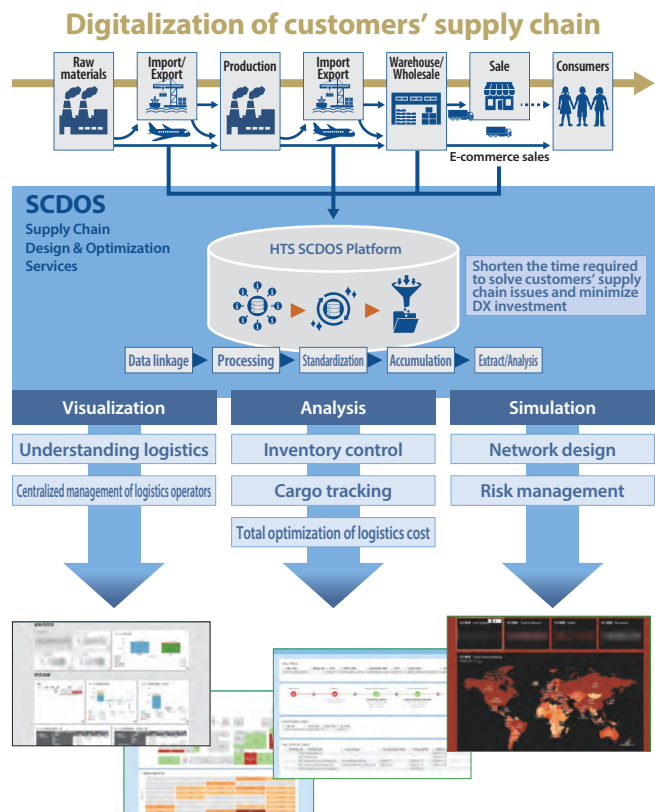 Digitalization of customers’ supply chain
Raw
materials
Import/
Export
Production
Import
Export
Warehouse/
Wholesale
Sale
Consumers
E-commerce sales
SCDOS
Supply Chain
Design & Optimization
Services
HTS SCDOS Platform
Shorten the time required
to solve customers’ supply
chain issues and minimize
DX investment
Data linkage
Processing
Standardization
Accumulation
Extract/Analysis
Visualization
Analysis
Simulation
Understanding logistics
Inventory control
Network design
Centralized management of logistics operators
Cargo tracking
Risk management
Total optimization of logistics cost